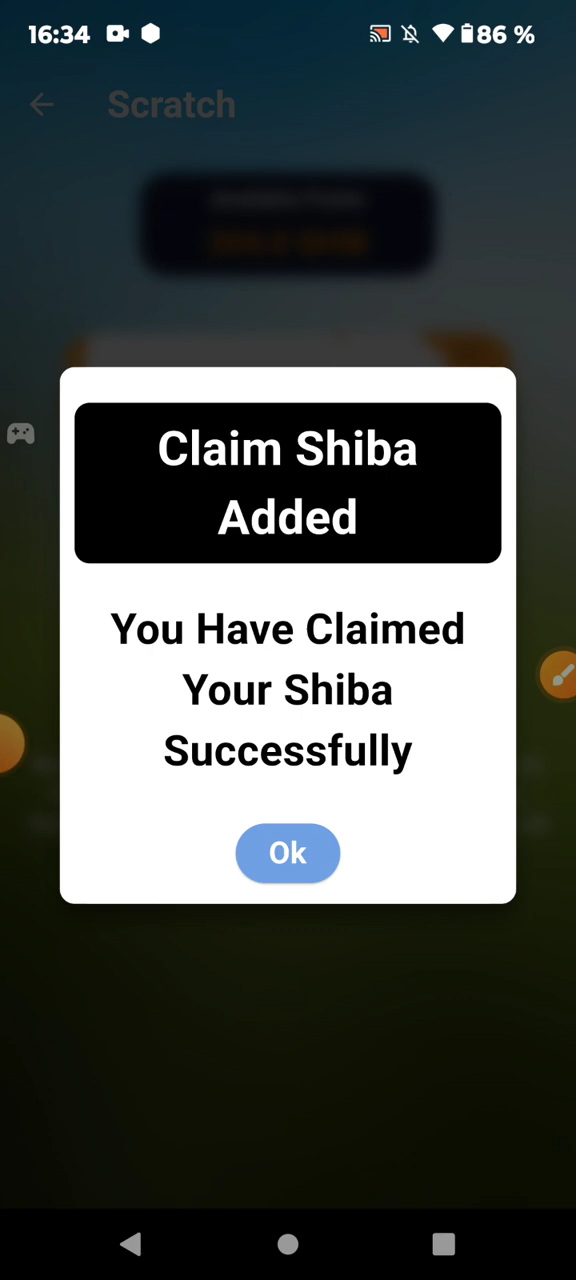 16:34
86 %
Scratch
Claim Shiba
Added
You Have Claimed
Your Shiba
Successfully
Ok